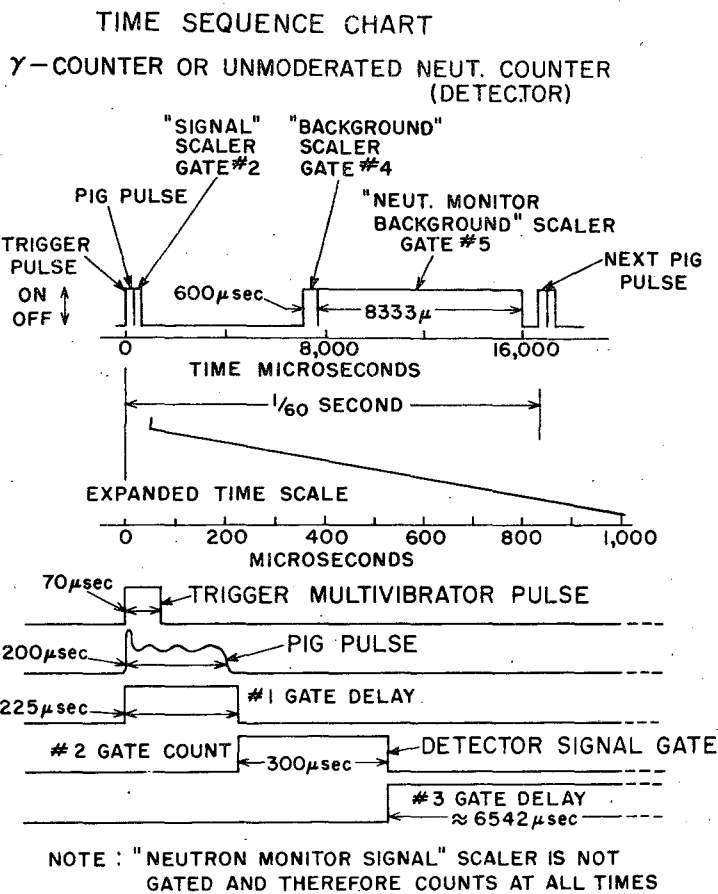 TIME SEQUENCE CHART
γ-COUNTER OR UNMODERATED NEUT. COUNTER
(DETECTOR)
"SIGNAL"
SCALER
GATE #2
"BACKGROUND"
SCALER
GATE #4
PIG PULSE
"NEUT. MONITOR
BACKGROUND" SCALER
GATE #5
TRIGGER
PULSE
NEXT PIG
PULSE
ON
OFF
600µsec
8333µ
0 8,000 16,000
TIME MICROSECONDS
1/60 SECOND
EXPANDED TIME SCALE
0 200 400 600 800 1,000
MICROSECONDS
70µsec
TRIGGER MULTIVIBRATOR PULSE
200µsec
PIG PULSE
225µsec
#1 GATE DELAY
#2 GATE COUNT
300µsec
DETECTOR SIGNAL GATE
#3 GATE DELAY
≈ 6542µsec
NOTE : "NEUTRON MONITOR SIGNAL" SCALER IS NOT
GATED AND THEREFORE COUNTS AT ALL TIMES